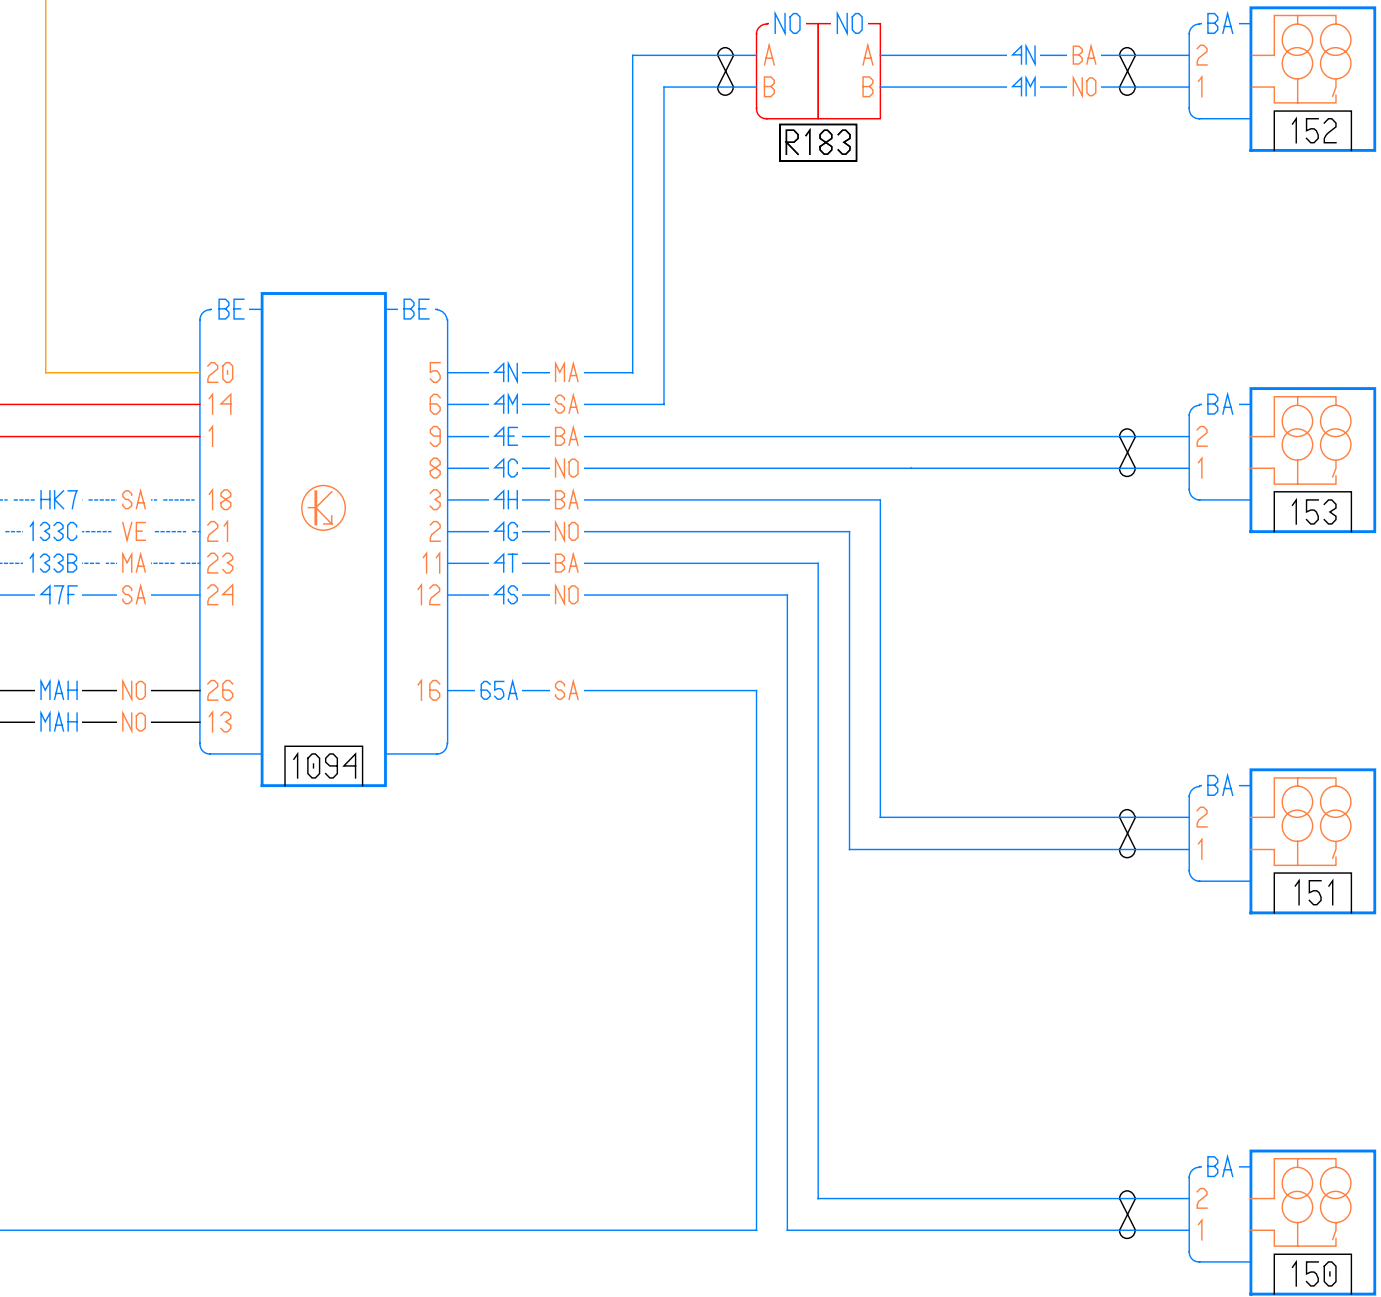 NO NO BA
A A 4N BA 2
B B 4M NO 1
R183 152
BE BE
20 5 4N MA
14 6 4M SA BA
1 9 4E BA 2
8 4C NO 1
HK7 SA 18 3 4H BA 153
133C VE 21 2 4G NO
133B MA 23 11 4T BA
47F SA 24 12 4S NO
MAH NO 26 16 65A SA
MAH NO 13
1094 BA
2
1
151
BA
2
1
150